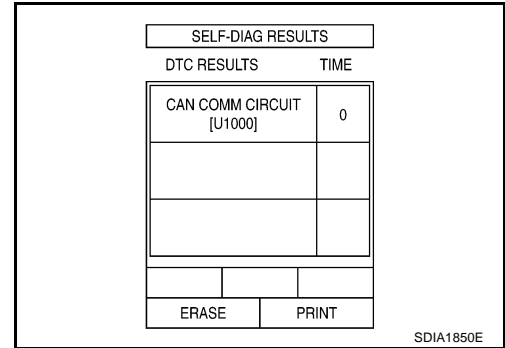 SELF-DIAG RESULTS
DTC RESULTS TIME
CAN COMM CIRCUIT 0
[U1000]
ERASE PRINT
SDIA1850E